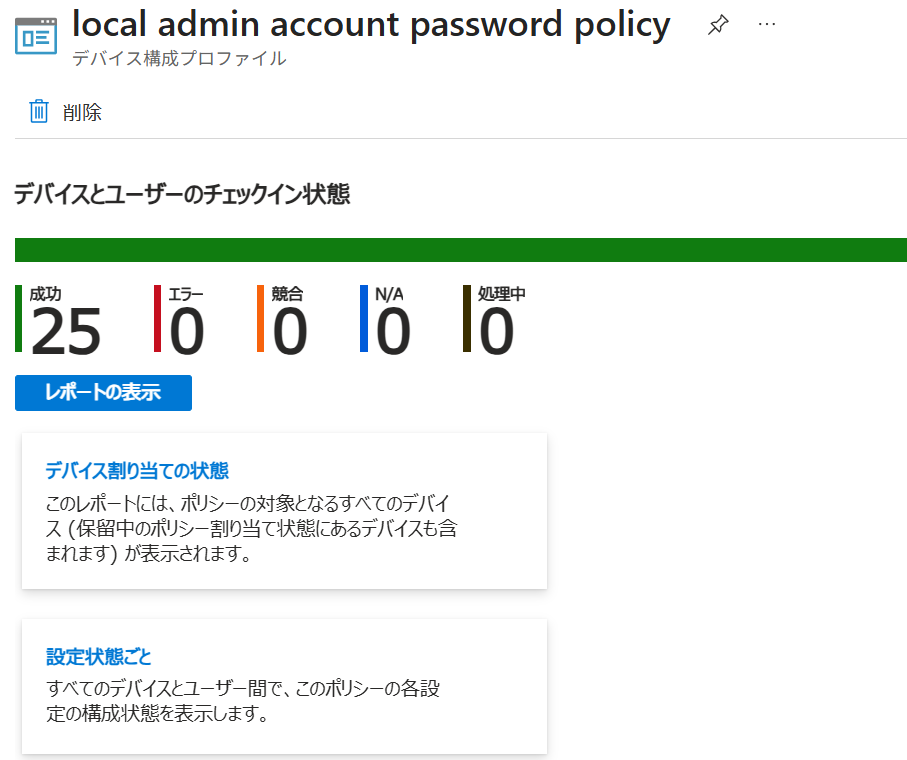 local admin account password policy
デバイス構成プロファイル
削除
デバイスとユーザーのチェックイン状態
成功 エラー 競合 N/A 処理中
25 0 0 0 0
レポートの表示
デバイス割り当ての状態
このレポートには、ポリシーの対象となるすべてのデバイ
ス (保留中のポリシー割り当て状態にあるデバイスも含
まれます) が表示されます。
設定状態ごと
すべてのデバイスとユーザー間で、このポリシーの各設
定の構成状態を表示します。